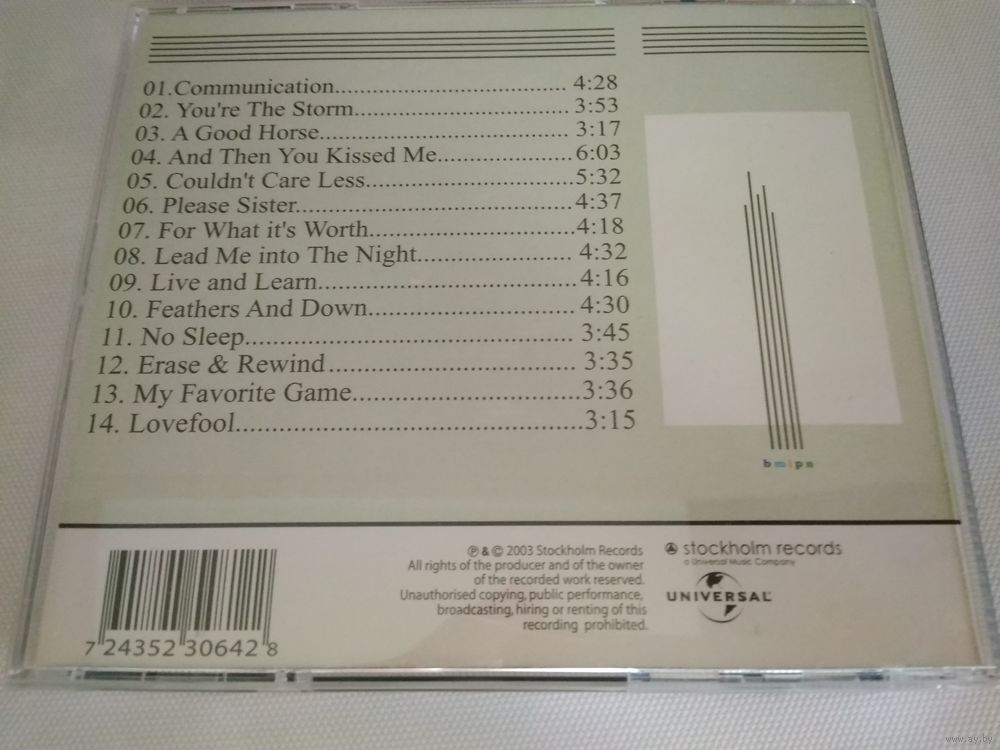 01.Communication................................... 4:28
02. You're The Storm................................. 3:53
03. A Good Horse....................................... 3:17
04. And Then You Kissed Me....................6:03
05. Couldn't Care Less................................5:32
06. Please Sister..........................................4:37
07. For What it's Worth................................4:18
08. Lead Me into The Night........................ 4:32
09. Live and Learn.......................................4:16
10. Feathers And Down...............................4:30
11. No Sleep................................................ 3:45
12. Erase & Rewind.................................... 3:35
13. My Favorite Game.................................3:36
14. Lovefool..................................................3:15
bmipn
7 24352 30642 8
℗ & © 2003 Stockholm Records
All rights of the producer and of the owner
of the recorded work reserved.
Unauthorised copying, public performance,
broadcasting, hiring or renting of this
recording prohibited.
stockholm records
a Universal Music Company
UNIVERSAL
www.ay.by